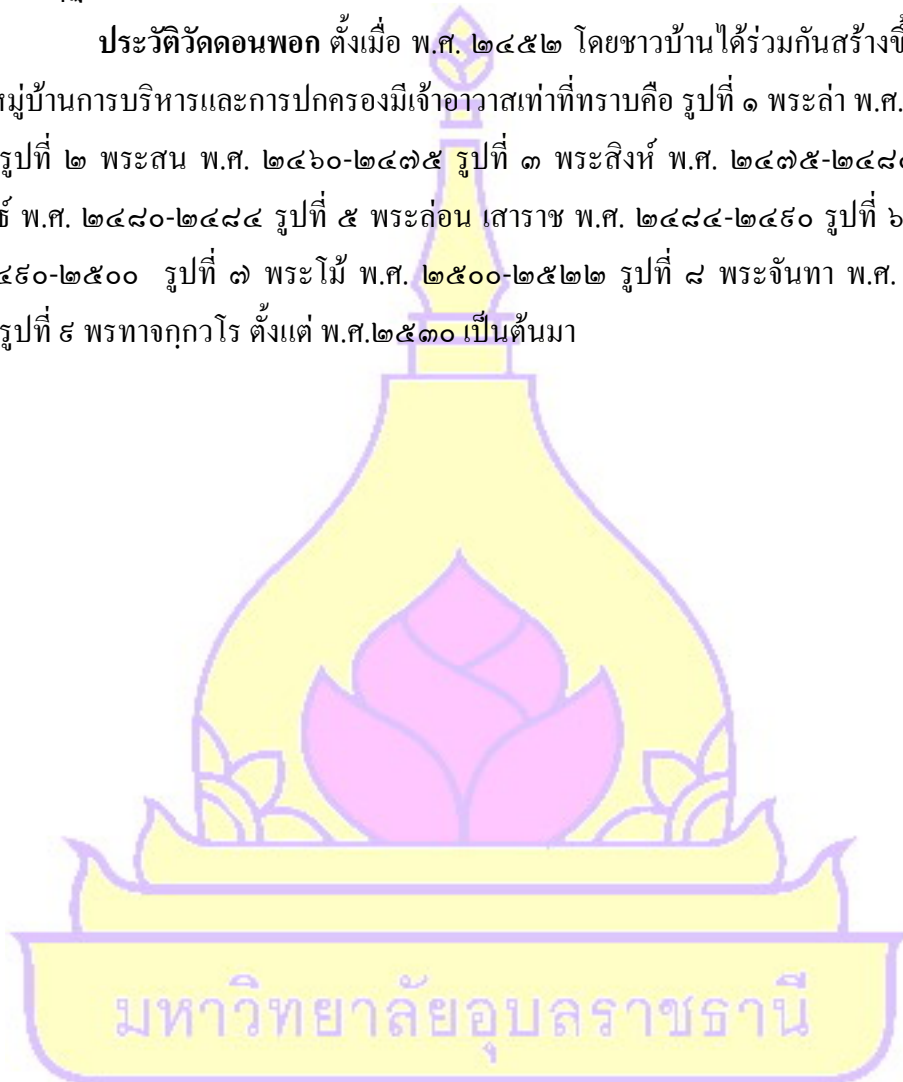 ประวัติวัดดอนพอก ตั้งเมื่อ พ.ศ. ๒๔๕๒ โดยชาวบ้านได้ร่วมกันสร้างขึ้
หมู่บ้านการบริหารและการปกครองมีเจ้าอาวาสเท่าที่ทราบคือ รูปที่ ๑ พระล่า พ.ศ.
รูปที่ ๒ พระสน พ.ศ. ๒๔๖๐-๒๔๗๕ รูปที่ ๓ พระสิงห์ พ.ศ. ๒๔๗๕-๒๔๘๐
พ.ศ. ๒๔๘๐-๒๔๘๔ รูปที่ ๕ พระล่อน เสาราช พ.ศ. ๒๔๘๔-๒๔๙๐ รูปที่ ๖
๔๙๐-๒๕๐๐ รูปที่ ๗ พระโม้ พ.ศ. ๒๕๐๐-๒๕๒๒ รูปที่ ๘ พระจันทา พ.ศ.
รูปที่ ๙ พรทาจกฺกวโร ตั้งแต่ พ.ศ.๒๕๓๐ เป็นต้นมา
มหาวิทยาลัยอุบลราชธานี